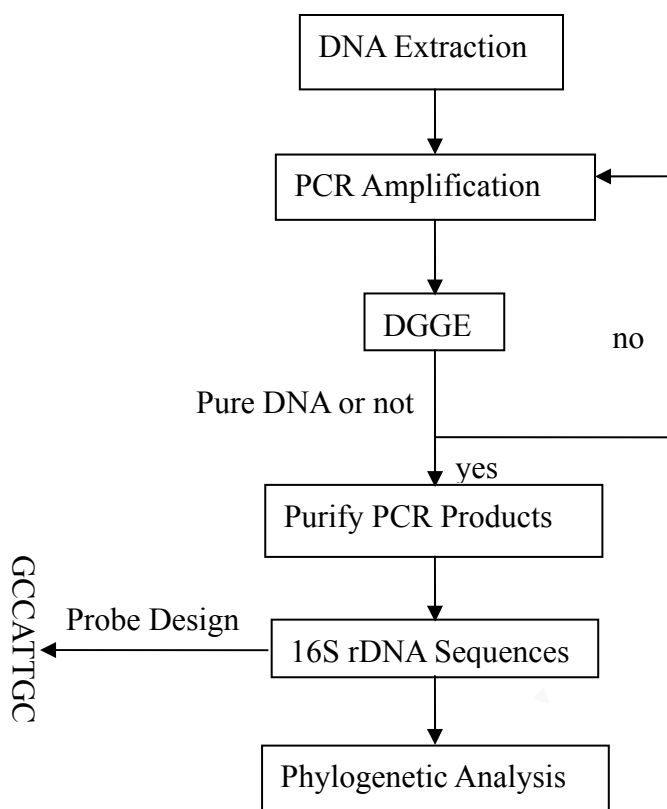 DNA Extraction
PCR Amplification
DGGE
no
Pure DNA or not
yes
Purify PCR Products
GCCATTGC
Probe Design
16S rDNA Sequences
Phylogenetic Analysis